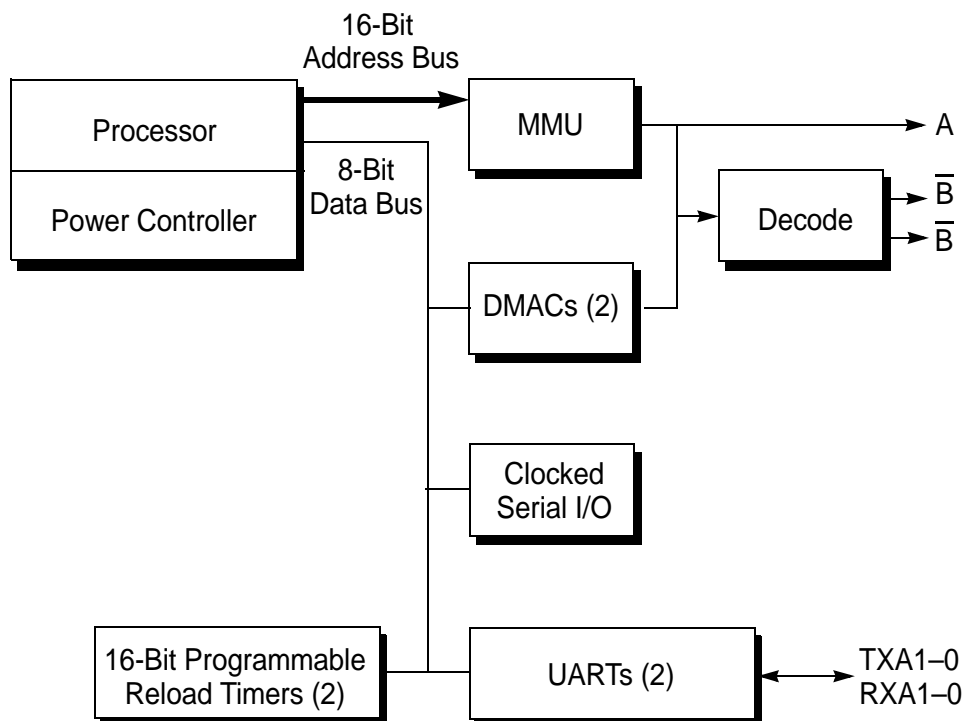 16-Bit
Address Bus
Processor
MMU
A
8-Bit
Data Bus
Power Controller
Decode
B̅
B̅
DMACs (2)
Clocked
Serial I/O
16-Bit Programmable
Reload Timers (2)
UARTs (2)
TXA1–0
RXA1–0